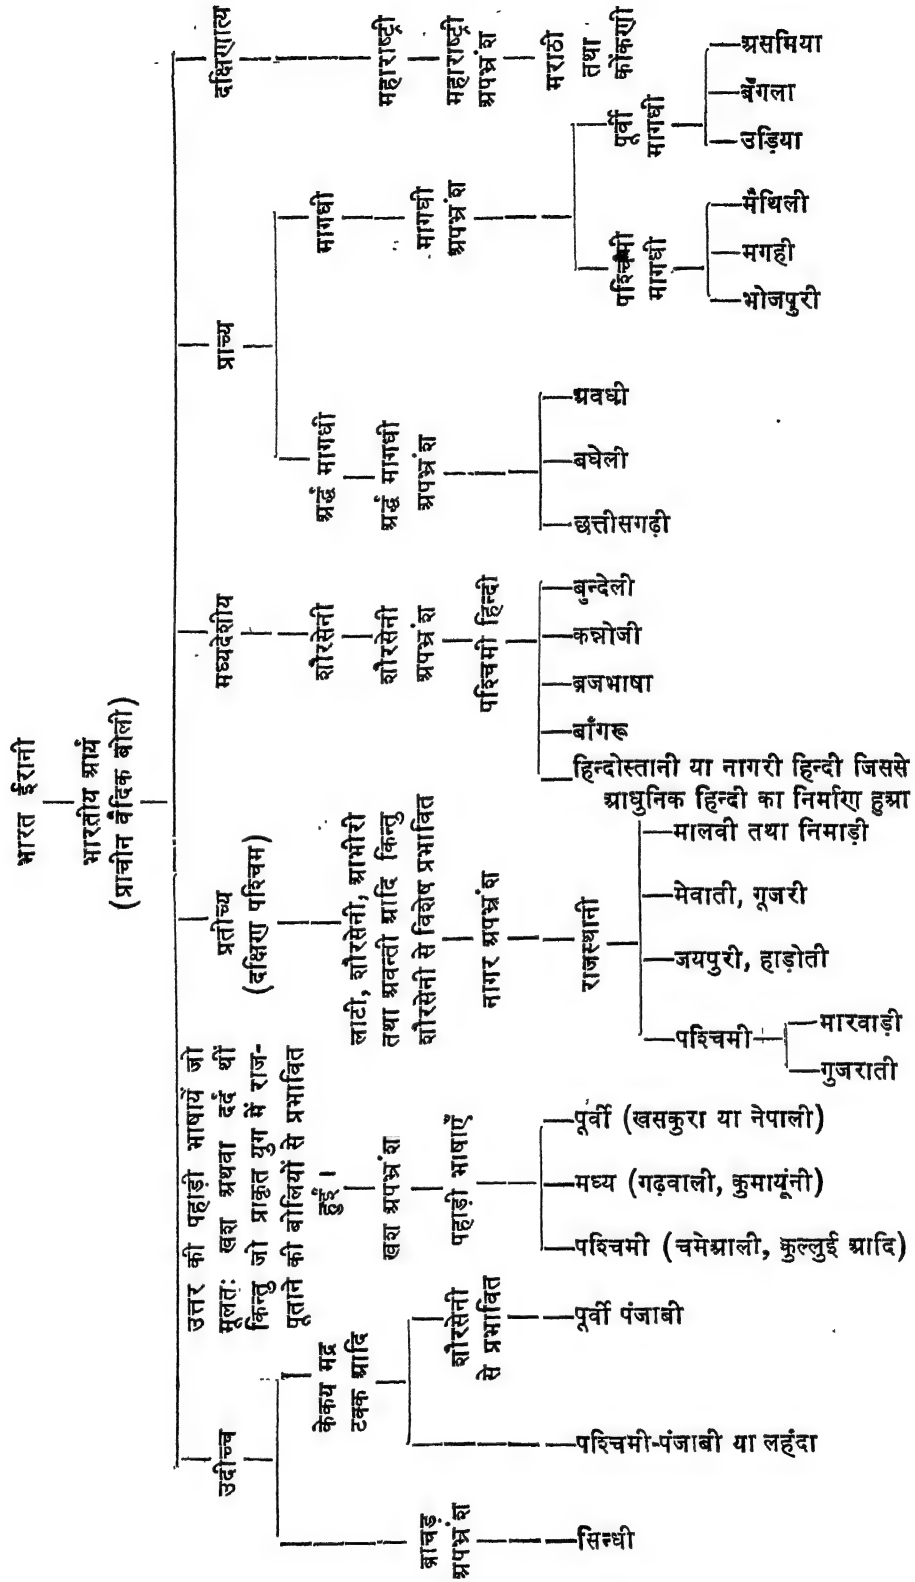 भारत ईरानी
भारतीय आर्य
(प्राचीन वैदिक बोली)
उदीच्च
ब्राचड़
अपभ्रंश
सिन्धी
केकय मद्र
टक्क आदि
पश्चिमी-पंजाबी या लहंदा
शौरसेनी
से प्रभावित
पूर्वी पंजाबी
उत्तर की पहाड़ी भाषायें जो
मूलतः खश अथवा दर्द थीं
किन्तु जो प्राकृत युग में राज-
पूताने की बोलियों से प्रभावित
हुईं।
खश अपभ्रंश
पहाड़ी भाषाएँ
पश्चिमी (चमेआली, कुल्लुई आदि)
मध्य (गढ़वाली, कुमायूंनी)
पूर्वी (खसकुरा या नेपाली)
प्रतीच्य
(दक्षिण पश्चिम)
लाटी, शौरसेनी, आभीरी
तथा अवन्ती आदि किन्तु
शौरसेनी से विशेष प्रभावित
नागर अपभ्रंश
राजस्थानी
पश्चिमी
गुजराती
मारवाड़ी
जयपुरी, हाड़ोती
मेवाती, गूजरी
मालवी तथा निमाड़ी
मध्यदेशीय
शौरसेनी
शौरसेनी
अपभ्रंश
पश्चिमी हिन्दी
हिन्दोस्तानी या नागरी हिन्दी जिससे
आधुनिक हिन्दी का निर्माण हुआ
बाँगरू
ब्रजभाषा
कन्नोजी
बुन्देली
प्राच्य
अर्द्ध मागधी
अर्द्ध मागधी
अपभ्रंश
छत्तीसगढ़ी
बघेली
अवधी
मागधी
मागधी
अपभ्रंश
पश्चिमी
मागधी
भोजपुरी
मगही
मैथिली
पूर्वी
मागधी
उड़िया
बँगला
असमिया
दक्षिणात्य
महाराष्ट्री
महाराष्ट्री
अपभ्रंश
मराठी
तथा
कोंकणी